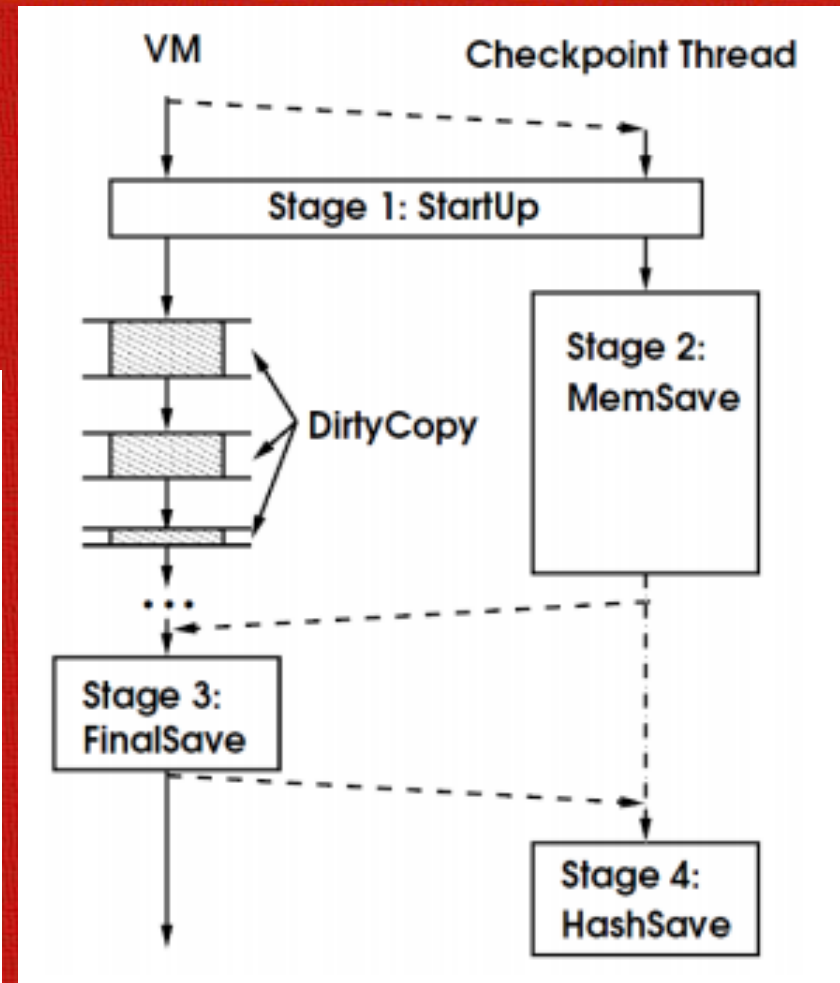 VM
Checkpoint Thread
Stage 1: StartUp
Stage 2:
MemSave
DirtyCopy
...
Stage 3:
FinalSave
Stage 4:
HashSave